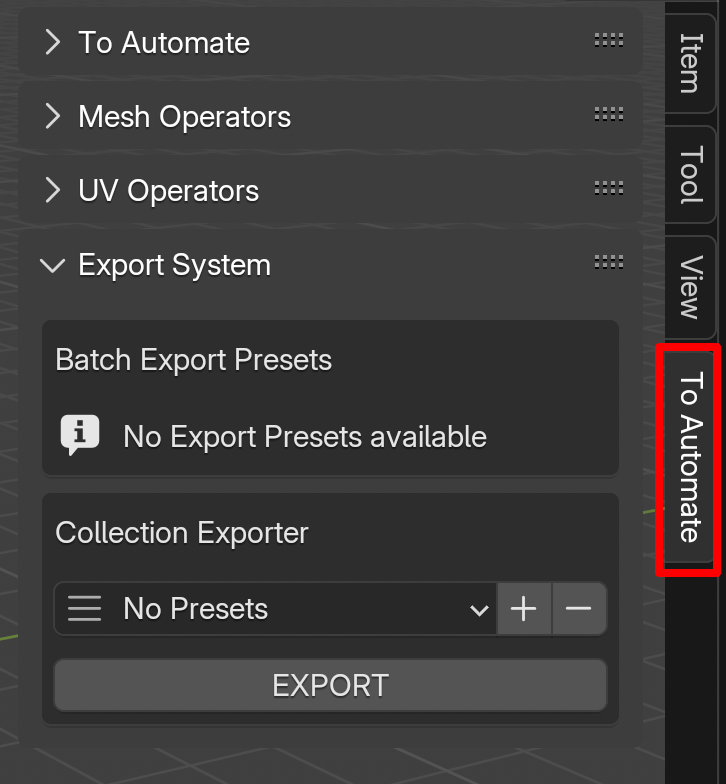 To Automate
Mesh Operators
UV Operators
Export System
Batch Export Presets
No Export Presets available
Collection Exporter
No Presets
EXPORT
Item
Tool
View
To Automate